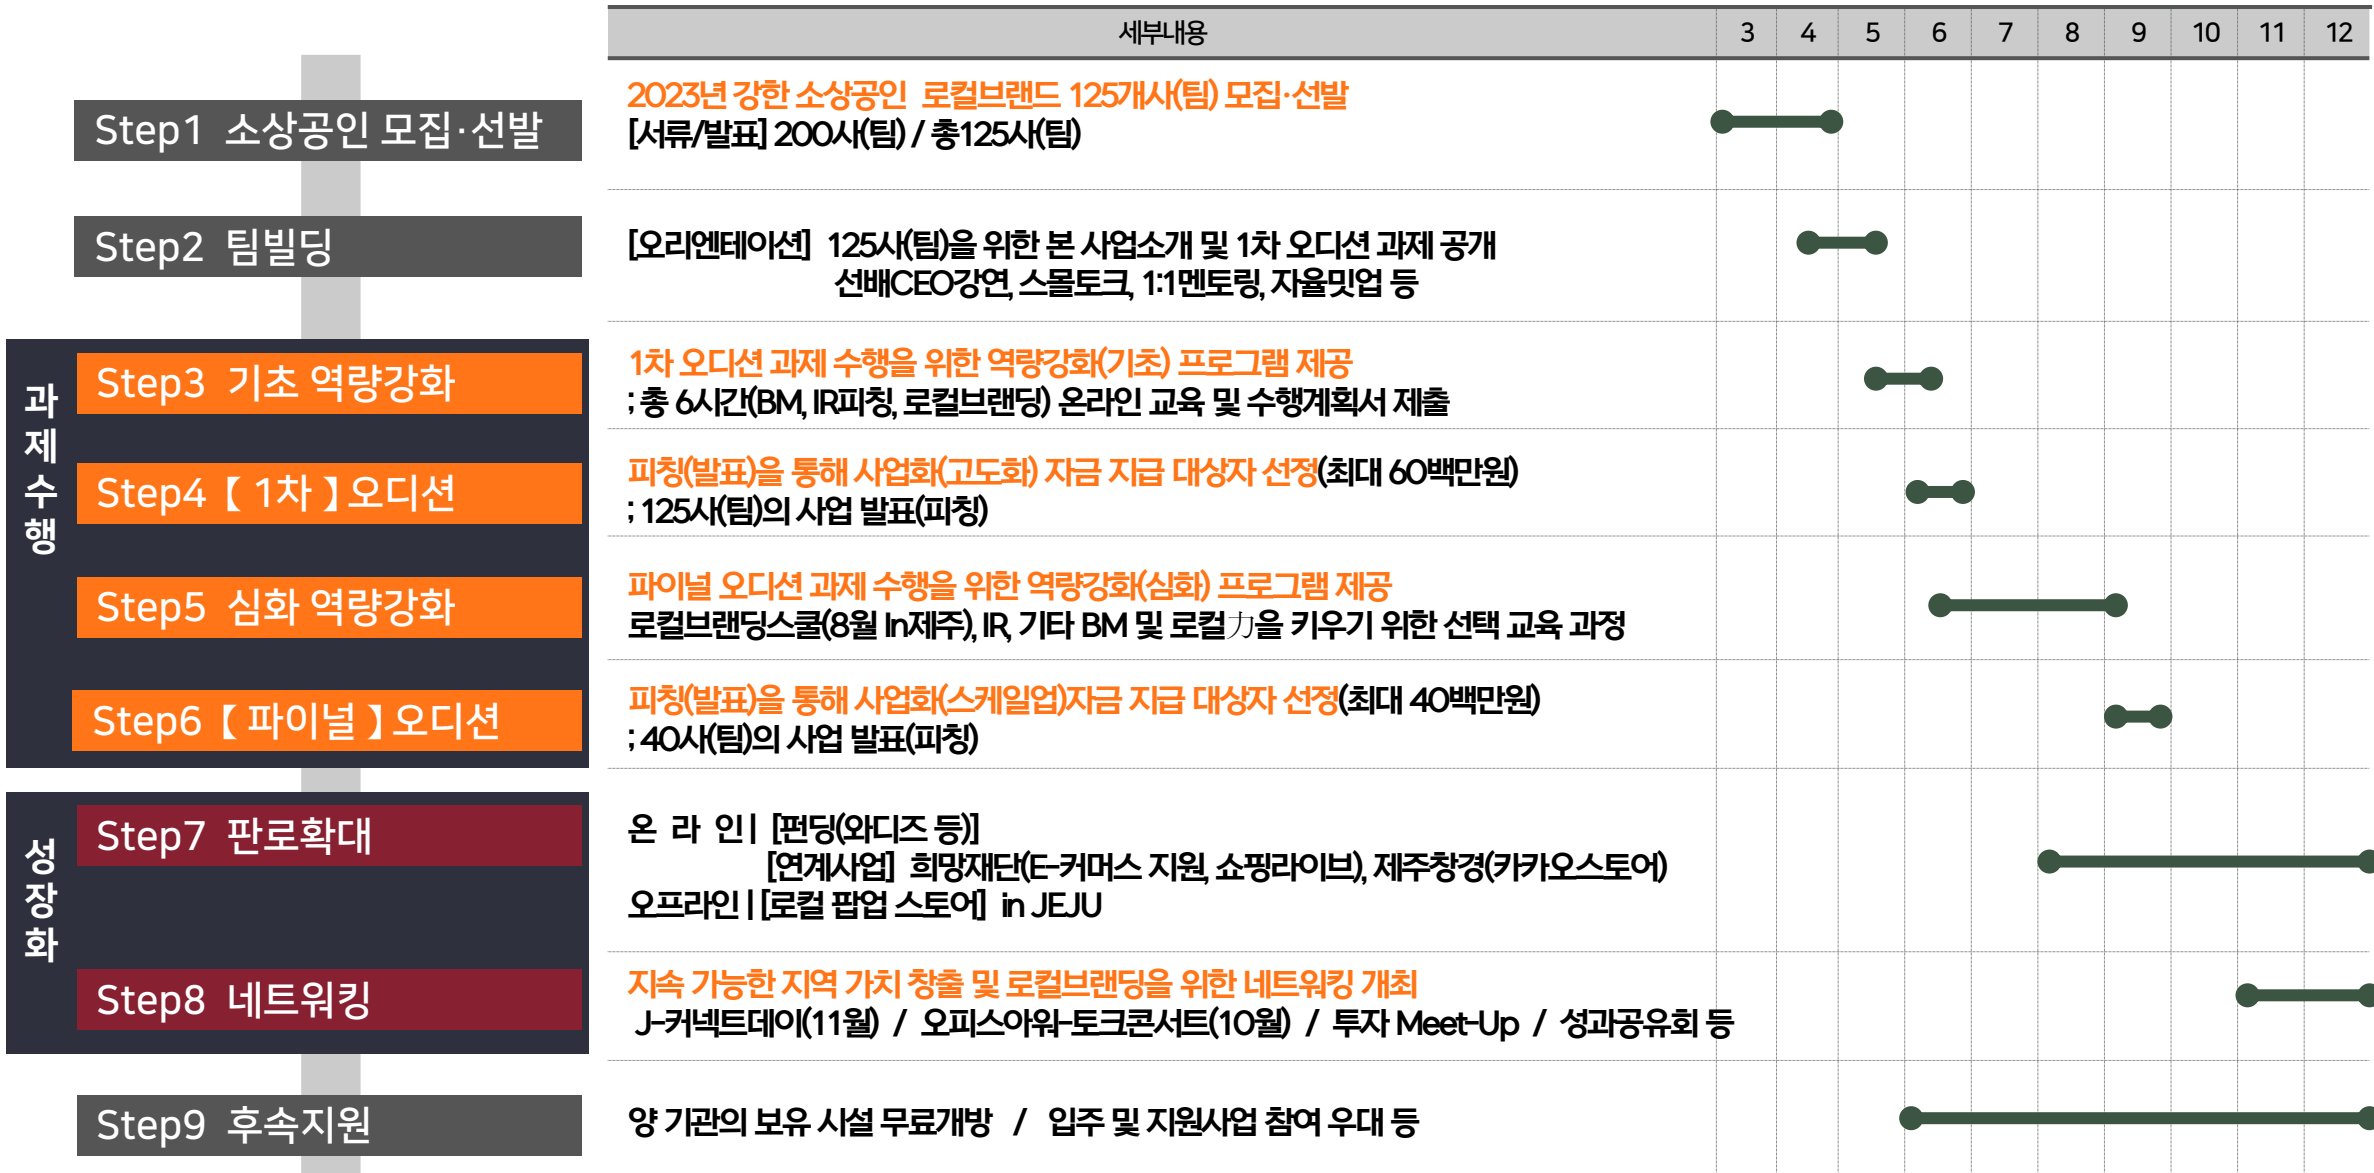 세부내용 3 4 5 6 7 8 9 10 11 12
Step1 소상공인 모집·선발
2023년 강한 소상공인 로컬브랜드 125개사(팀) 모집·선발
[서류/발표] 200사(팀) / 총125사(팀)
Step2 팀빌딩
[오리엔테이션] 125사(팀)을 위한 본 사업소개 및 1차 오디션 과제 공개
선배CEO강연, 스몰토크, 1:1멘토링, 자율밋업 등
과제수행
Step3 기초 역량강화
1차 오디션 과제 수행을 위한 역량강화(기초) 프로그램 제공
; 총 6시간(BM, IR피칭, 로컬브랜딩) 온라인 교육 및 수행계획서 제출
Step4【 1차 】오디션
피칭(발표)을 통해 사업화(고도화) 자금 지급 대상자 선정(최대 60백만원)
; 125사(팀)의 사업 발표(피칭)
Step5 심화 역량강화
파이널 오디션 과제 수행을 위한 역량강화(심화) 프로그램 제공
로컬브랜딩스쿨(8월 In제주), IR, 기타 BM 및 로컬力을 키우기 위한 선택 교육 과정
Step6【 파이널 】오디션
피칭(발표)을 통해 사업화(스케일업)자금 지급 대상자 선정(최대 40백만원)
; 40사(팀)의 사업 발표(피칭)
성장화
Step7 판로확대
온 라 인 | [펀딩(와디즈 등)]
[연계사업] 희망재단(E-커머스 지원, 쇼핑라이브), 제주창경(카카오스토어)
오프라인 | [로컬 팝업 스토어] in JEJU
Step8 네트워킹
지속 가능한 지역 가치 창출 및 로컬브랜딩을 위한 네트워킹 개최
J-커넥트데이(11월) / 오피스아워-토크콘서트(10월) / 투자 Meet-Up / 성과공유회 등
Step9 후속지원
양 기관의 보유 시설 무료개방 / 입주 및 지원사업 참여 우대 등